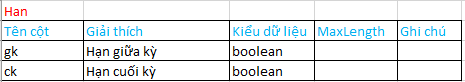 Han
Tên cột Giải thích Kiểu dữ liệu MaxLength Ghi chú
gk Hạn giữa kỳ boolean
ck Hạn cuối kỳ boolean